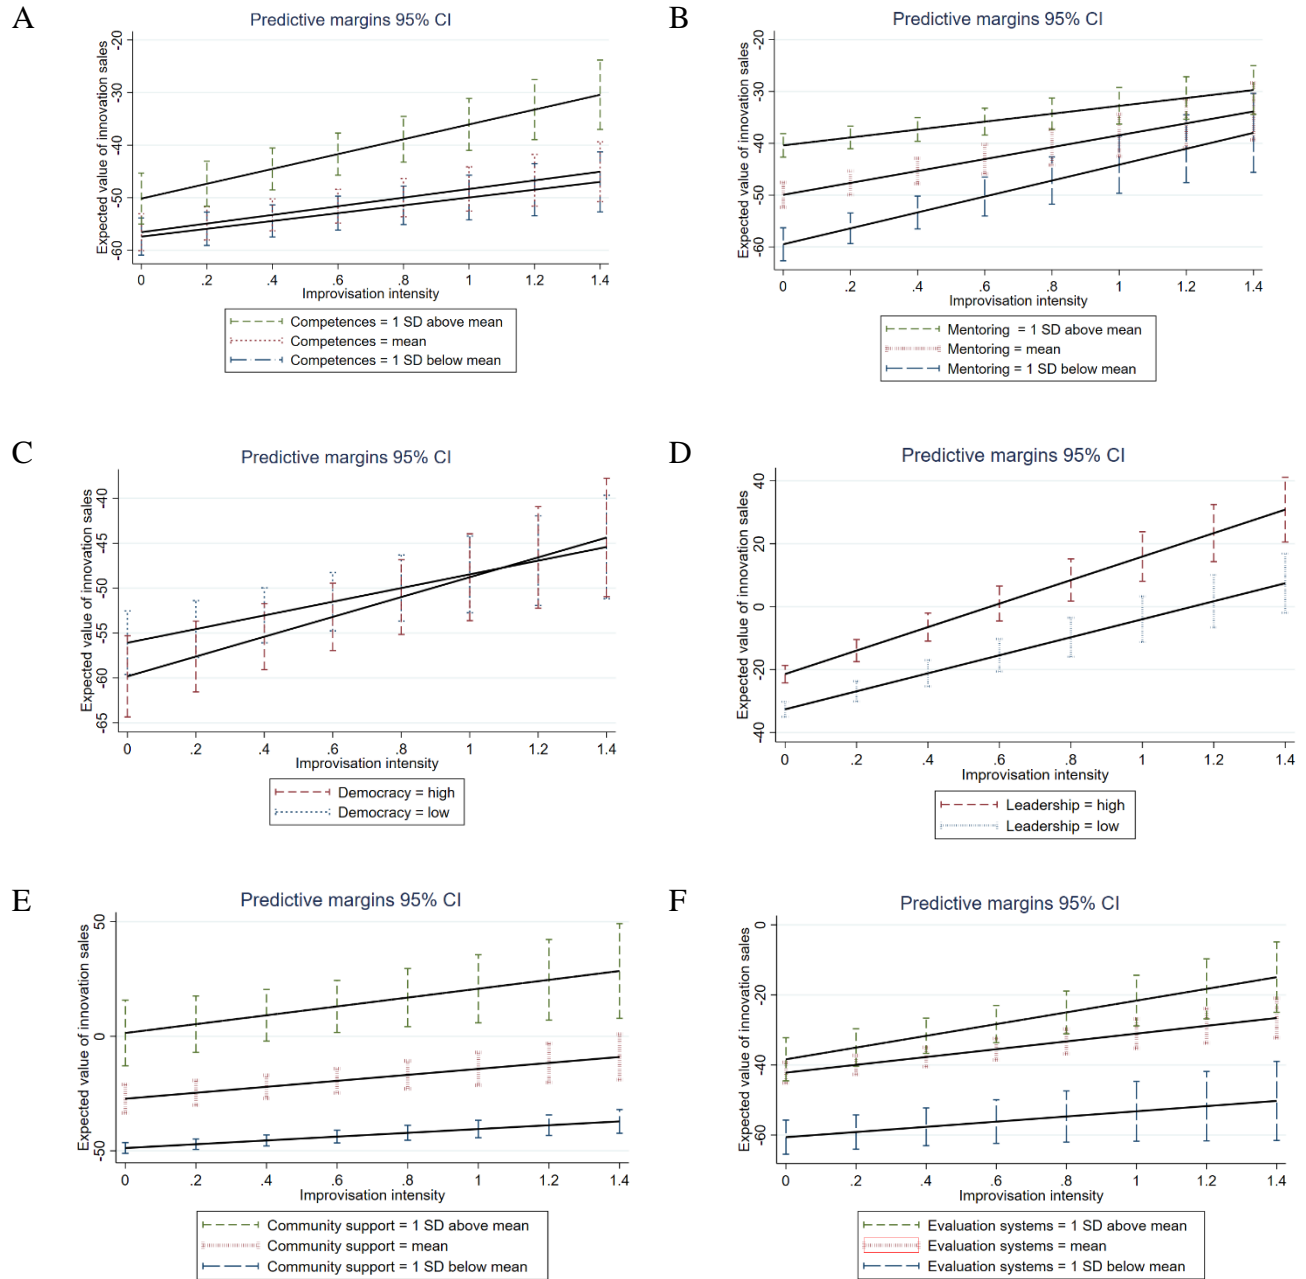 A
Predictive margins 95% CI
Expected value of innovation sales
-20
-30
-40
-50
-60
0 .2 .4 .6 .8 1 1.2 1.4
Improvisation intensity
Competences = 1 SD above mean
Competences = mean
Competences = 1 SD below mean
B
Predictive margins 95% CI
Expected value of innovation sales
-20
-30
-40
-50
-60
0 .2 .4 .6 .8 1 1.2 1.4
Improvisation intensity
Mentoring = 1 SD above mean
Mentoring = mean
Mentoring = 1 SD below mean
C
Predictive margins 95% CI
Expected value of innovation sales
-40
-45
-50
-55
-60
-65
0 .2 .4 .6 .8 1 1.2 1.4
Improvisation intensity
Democracy = high
Democracy = low
D
Predictive margins 95% CI
Expected value of innovation sales
40
20
0
-20
-40
0 .2 .4 .6 .8 1 1.2 1.4
Improvisation intensity
Leadership = high
Leadership = low
E
Predictive margins 95% CI
Expected value of innovation sales
50
0
-50
0 .2 .4 .6 .8 1 1.2 1.4
Improvisation intensity
Community support = 1 SD above mean
Community support = mean
Community support = 1 SD below mean
F
Predictive margins 95% CI
Expected value of innovation sales
0
-20
-40
-60
0 .2 .4 .6 .8 1 1.2 1.4
Improvisation intensity
Evaluation systems = 1 SD above mean
Evaluation systems = mean
Evaluation systems = 1 SD below mean